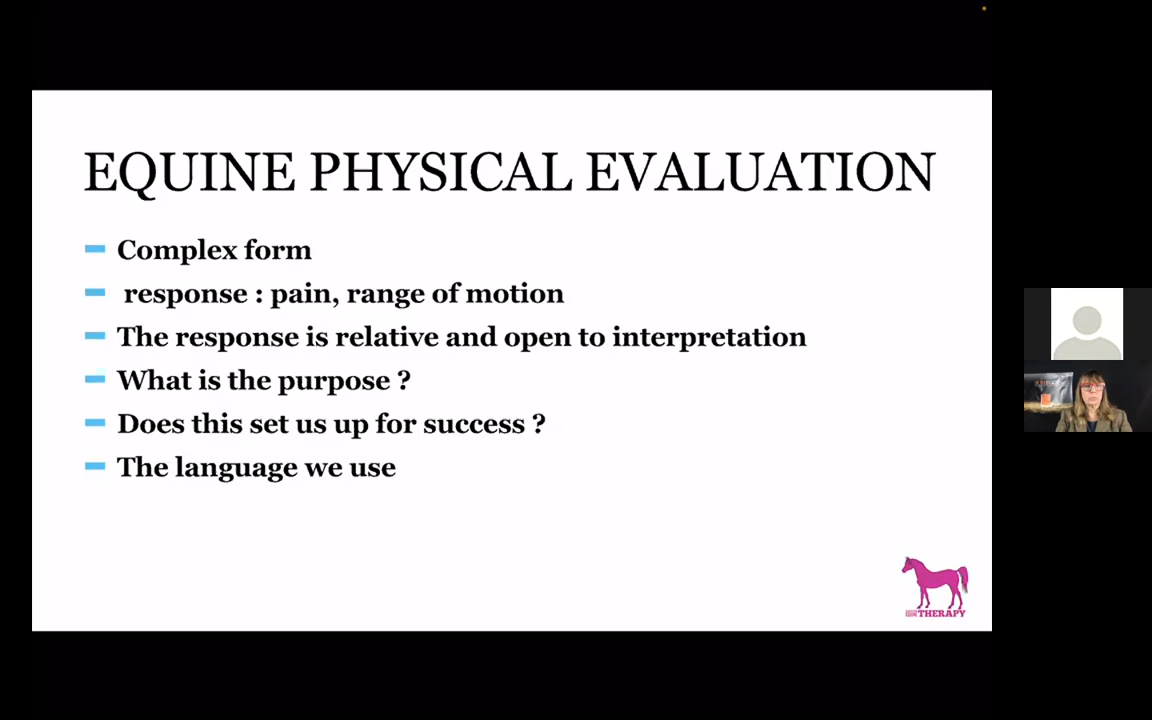 EQUINE PHYSICAL EVALUATION
Complex form
response : pain, range of motion
The response is relative and open to interpretation
What is the purpose ?
Does this set us up for success ?
The language we use
THERAPY